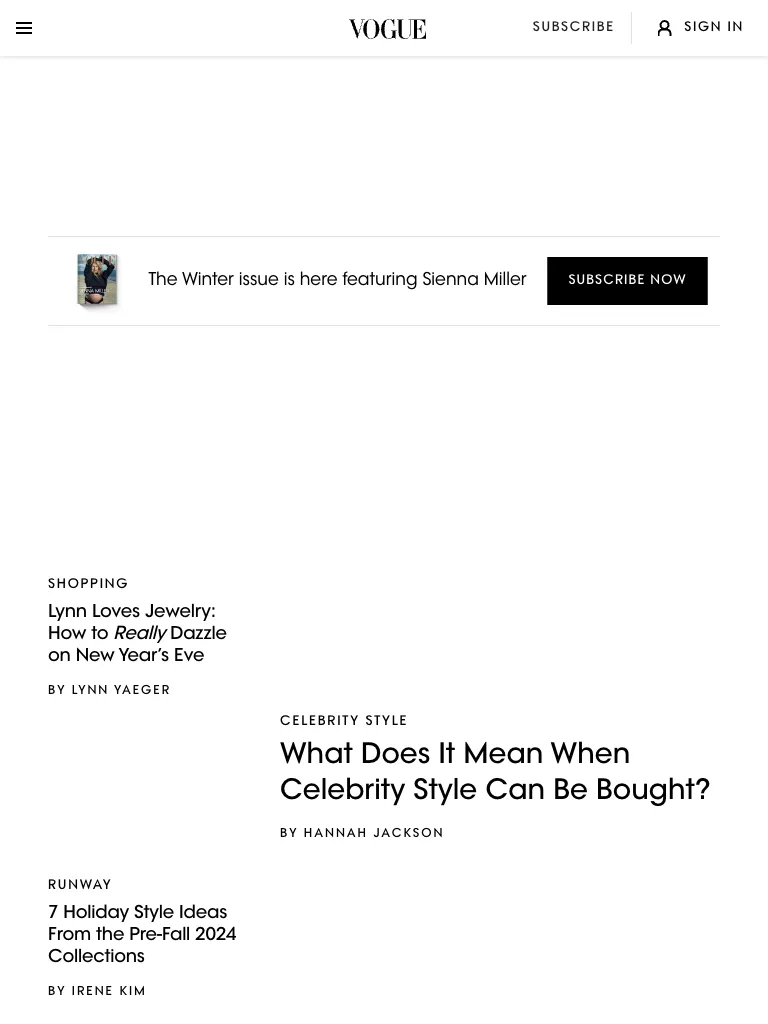 VOGUE
SUBSCRIBE
SIGN IN
The Winter issue is here featuring Sienna Miller
SUBSCRIBE NOW
SHOPPING
Lynn Loves Jewelry:
How to Really Dazzle
on New Year’s Eve
BY LYNN YAEGER
CELEBRITY STYLE
What Does It Mean When
Celebrity Style Can Be Bought?
BY HANNAH JACKSON
RUNWAY
7 Holiday Style Ideas
From the Pre-Fall 2024
Collections
BY IRENE KIM